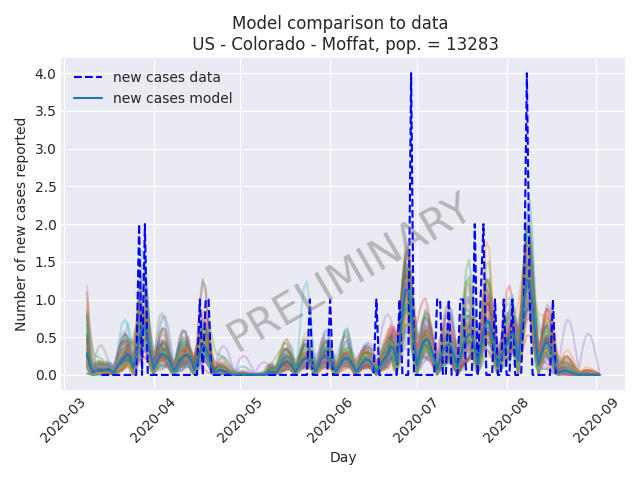 Model comparison to data
US - Colorado - Moffat, pop. = 13283
new cases data
new cases model
PRELIMINARY
Number of new cases reported
4.0
3.5
3.0
2.5
2.0
1.5
1.0
0.5
0.0
2020-03
2020-04
2020-05
2020-06
2020-07
2020-08
2020-09
Day